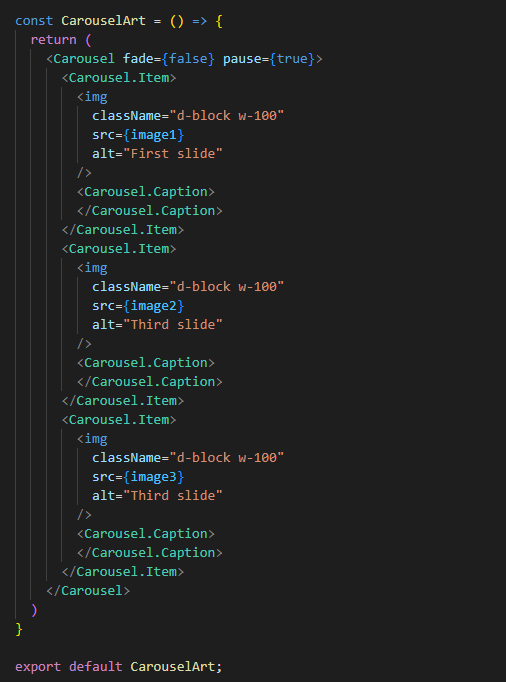 const CarouselArt = () => {
  return (
    <Carousel fade={false} pause={true}>
      <Carousel.Item>
        <img
          className="d-block w-100"
          src={image1}
          alt="First slide"
        />
        <Carousel.Caption>
        </Carousel.Caption>
      </Carousel.Item>
      <Carousel.Item>
        <img
          className="d-block w-100"
          src={image2}
          alt="Third slide"
        />
        <Carousel.Caption>
        </Carousel.Caption>
      </Carousel.Item>
      <Carousel.Item>
        <img
          className="d-block w-100"
          src={image3}
          alt="Third slide"
        />
        <Carousel.Caption>
        </Carousel.Caption>
      </Carousel.Item>
    </Carousel>
  )
}

export default CarouselArt;